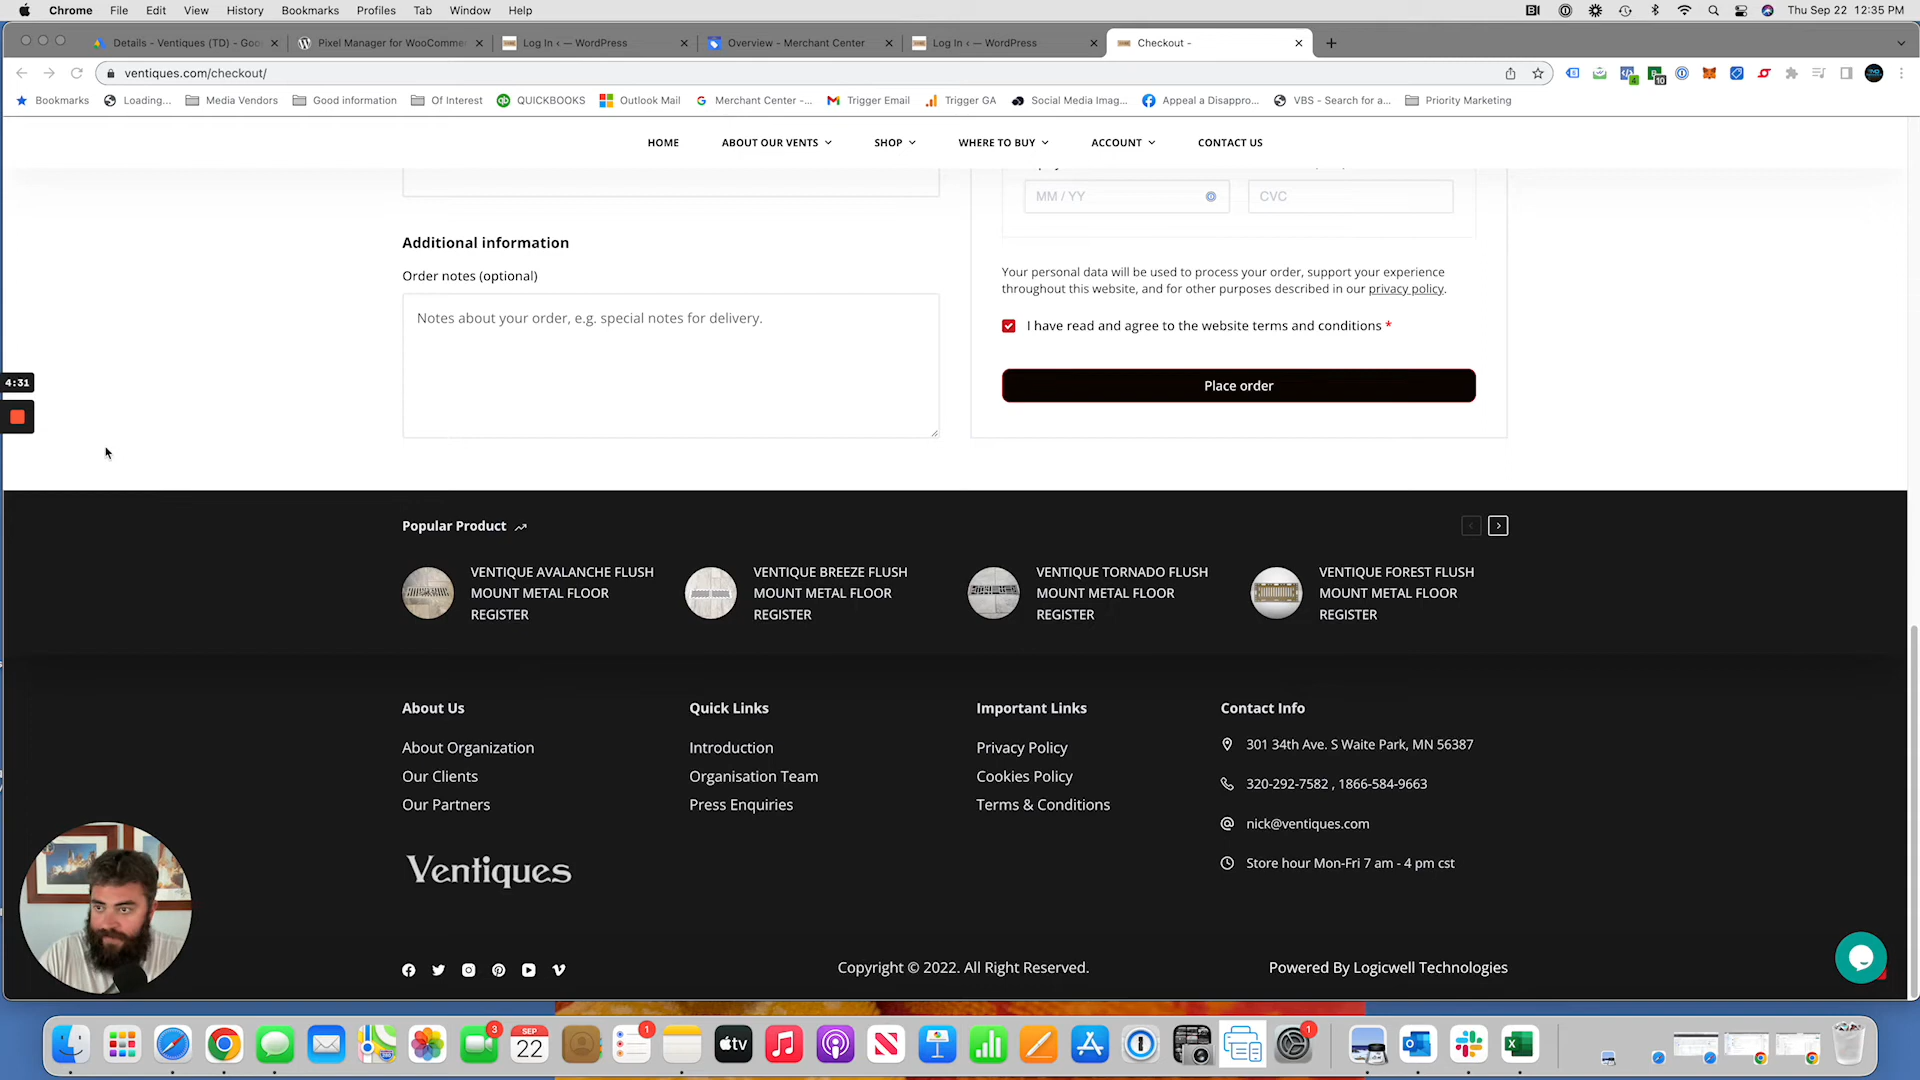 Chrome File Edit View History Bookmarks Profiles Tab Window Help Thu Sep 22 12:35 PM
Details - Ventiques (TD) - Goo
Pixel Manager for WooComme
Log In ‹ — WordPress
Overview - Merchant Center
Log In ‹ — WordPress
Checkout -
ventiques.com/checkout/
4
10
Bookmarks Loading... Media Vendors Good information Of Interest QUICKBOOKS Outlook Mail Merchant Center -... Trigger Email Trigger GA Social Media Imag... Appeal a Disappro... VBS - Search for a... Priority Marketing
HOME ABOUT OUR VENTS SHOP WHERE TO BUY ACCOUNT CONTACT US
MM / YY
CVC
Additional information
Order notes (optional)
Notes about your order, e.g. special notes for delivery.
Your personal data will be used to process your order, support your experience
throughout this website, and for other purposes described in our privacy policy.
I have read and agree to the website terms and conditions *
Place order
4:31
Popular Product
VENTIQUE AVALANCHE FLUSH
MOUNT METAL FLOOR
REGISTER
VENTIQUE BREEZE FLUSH
MOUNT METAL FLOOR
REGISTER
VENTIQUE TORNADO FLUSH
MOUNT METAL FLOOR
REGISTER
VENTIQUE FOREST FLUSH
MOUNT METAL FLOOR
REGISTER
About Us
About Organization
Our Clients
Our Partners
Quick Links
Introduction
Organisation Team
Press Enquiries
Important Links
Privacy Policy
Cookies Policy
Terms & Conditions
Contact Info
301 34th Ave. S Waite Park, MN 56387
320-292-7582 , 1866-584-9663
nick@ventiques.com
Store hour Mon-Fri 7 am - 4 pm cst
Ventiques
Copyright © 2022. All Right Reserved.
Powered By Logicwell Technologies
3
SEP
22
1
tv
1